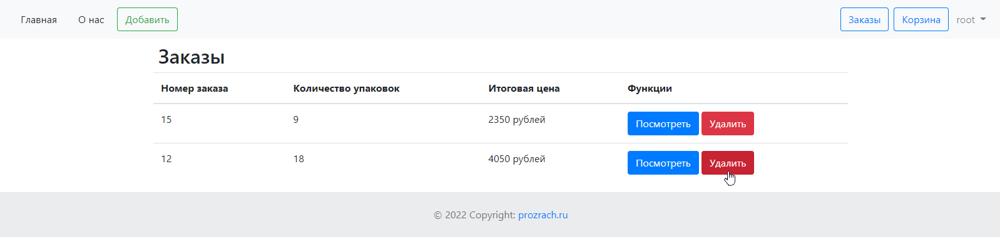 Главная О нас Добавить Заказы Корзина root
Заказы
Номер заказа Количество упаковок Итоговая цена Функции
15 9 2350 рублей Посмотреть Удалить
12 18 4050 рублей Посмотреть Удалить
© 2022 Copyright: prozrach.ru